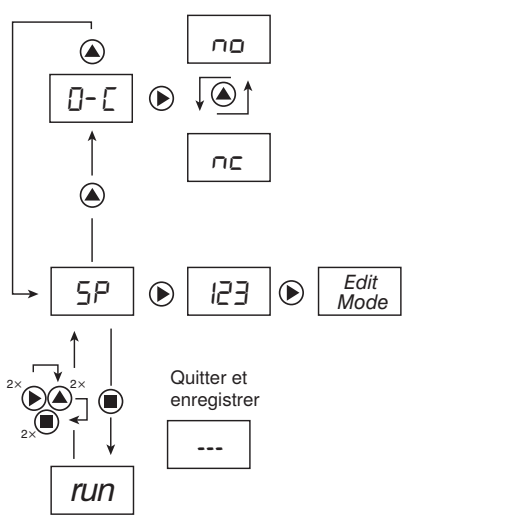 no
O-C
nc
SP
123
Edit
Mode
2×
2×
2×
Quitter et
enregistrer
---
run